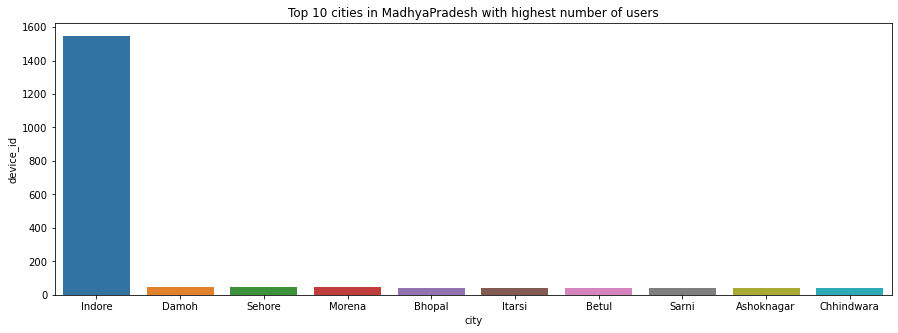 Top 10 cities in MadhyaPradesh with highest number of users
1600
1400
1200
1000
800
600
400
200
0
device_id
Indore Damoh Sehore Morena Bhopal Itarsi Betul Sarni Ashoknagar Chhindwara
city